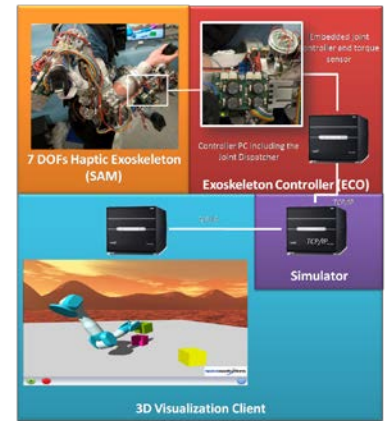 Embedded Joint
Controller and torque
sensor
Controller PC including the
Joint Dispatcher
7 DOFs Haptic Exoskeleton
(SAM)
Exoskeleton Controller (ECO)
TCP/IP
Simulator
3D Visualization Client